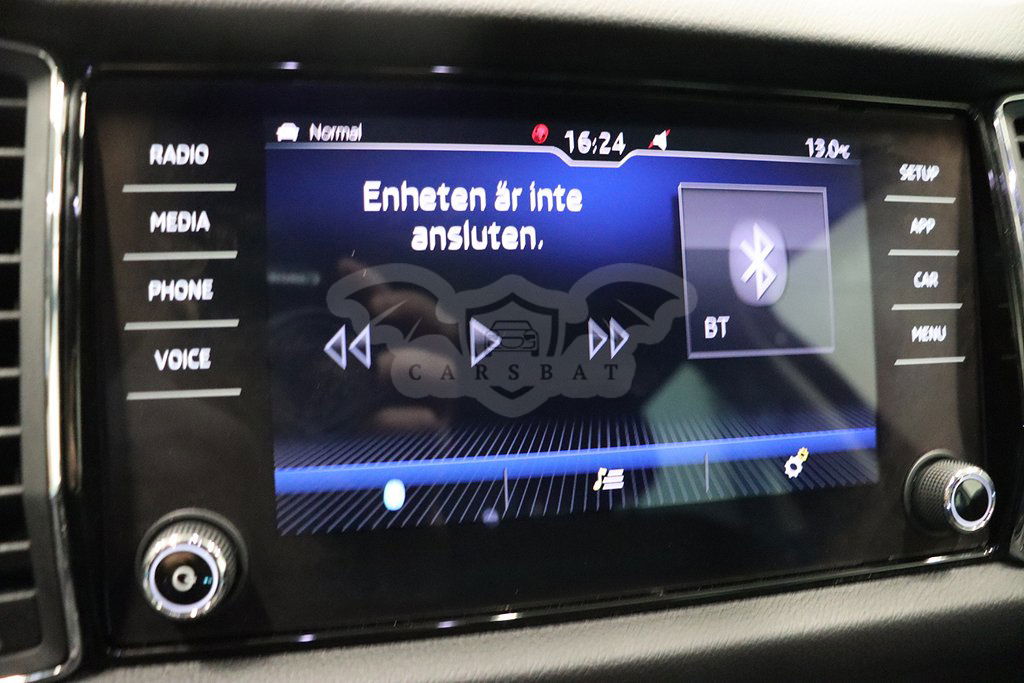 RADIO
MEDIA
PHONE
VOICE
Normal
16:24
13.0°C
Enheten är inte
ansluten.
BT
CARSBAT
SETUP
APP
CAR
MENU